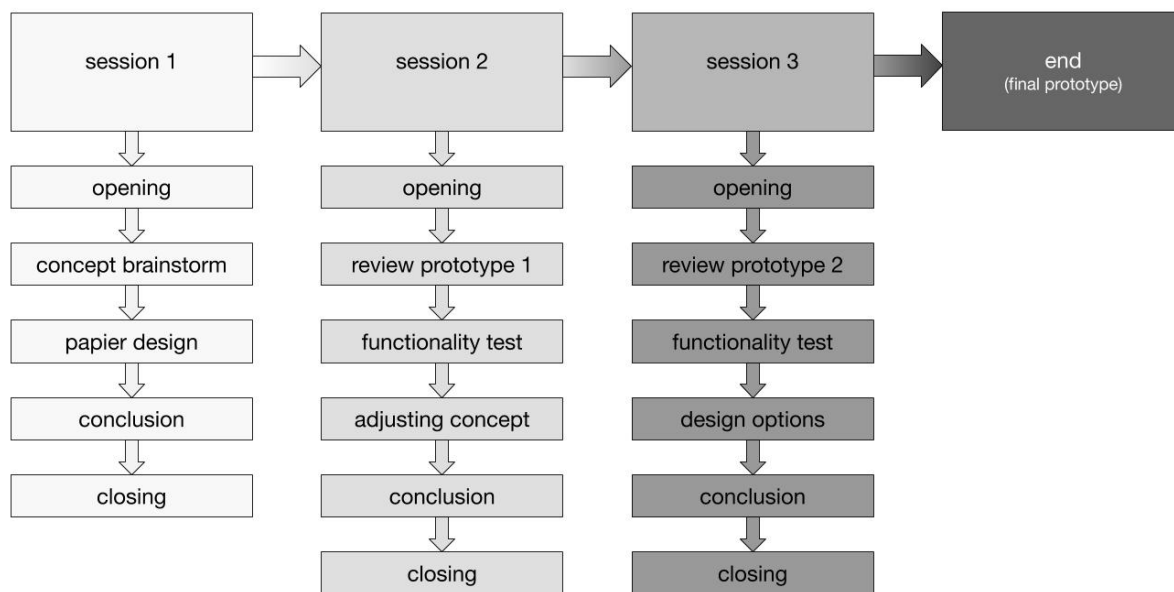 session 1
session 2
session 3
end
(final prototype)
opening
concept brainstorm
papier design
conclusion
closing
opening
review prototype 1
functionality test
adjusting concept
conclusion
closing
opening
review prototype 2
functionality test
design options
conclusion
closing